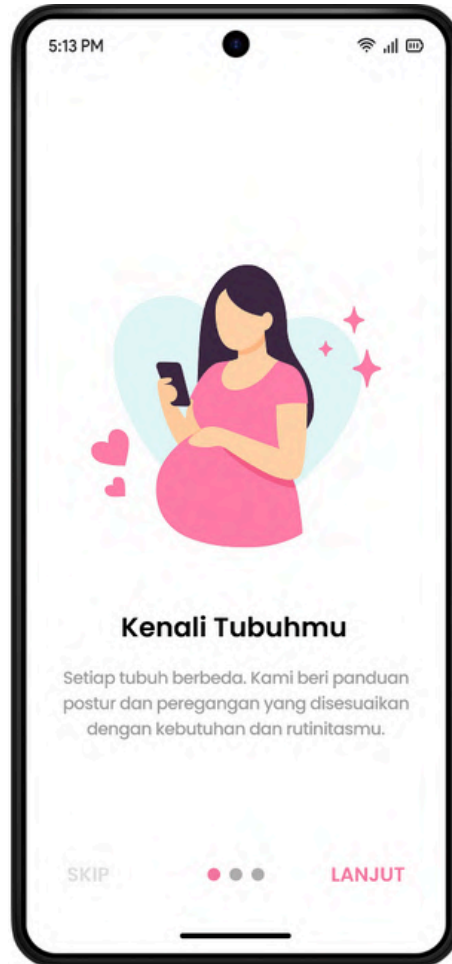 5:13 PM
Kenali Tubuhmu
Setiap tubuh berbeda. Kami beri panduan
postur dan peregangan yang disesuaikan
dengan kebutuhan dan rutinitasmu.
SKIP
LANJUT